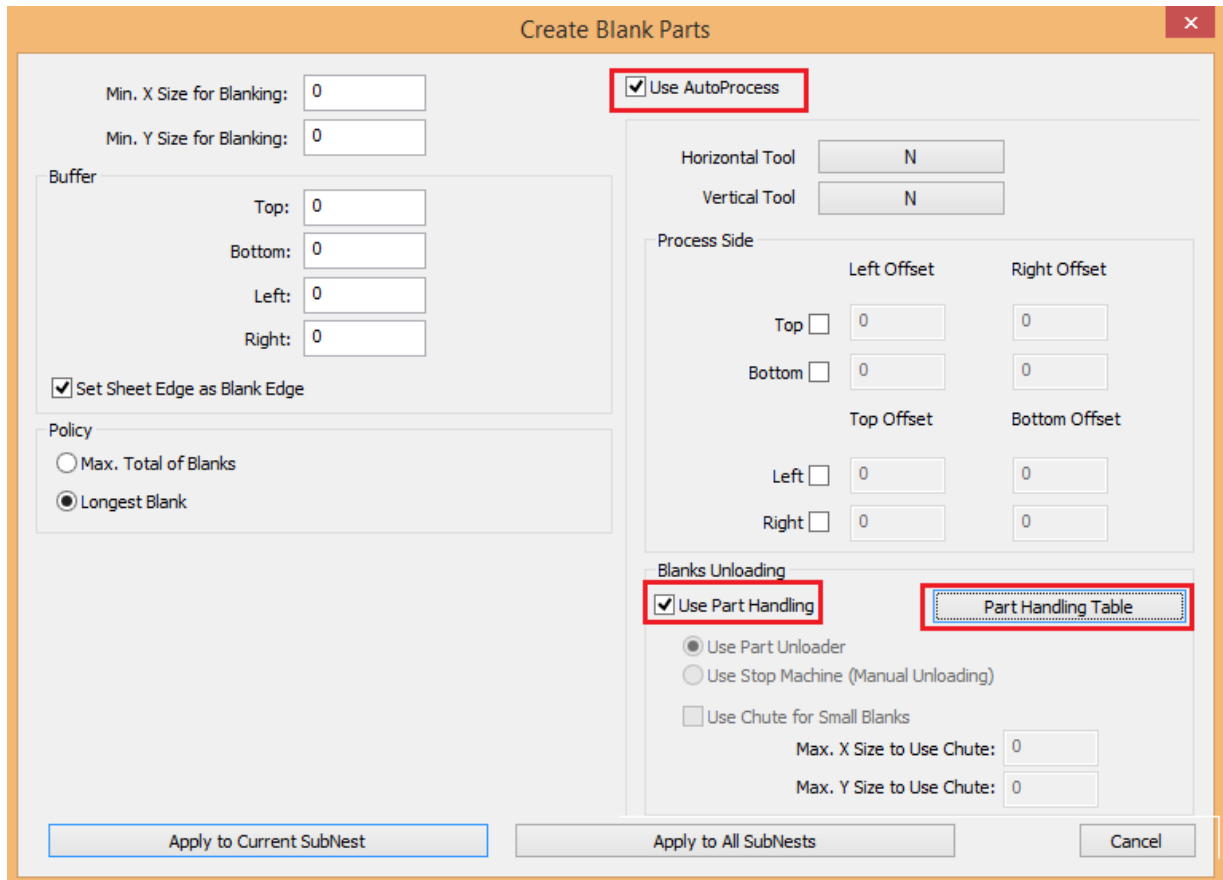 Create Blank Parts
Min. X Size for Blanking: 0
Min. Y Size for Blanking: 0
Buffer
Top: 0
Bottom: 0
Left: 0
Right: 0
Set Sheet Edge as Blank Edge
Policy
Max. Total of Blanks
Longest Blank
Use AutoProcess
Horizontal Tool N
Vertical Tool N
Process Side
Left Offset Right Offset
Top 0 0
Bottom 0 0
Top Offset Bottom Offset
Left 0 0
Right 0 0
Blanks Unloading
Use Part Handling Part Handling Table
Use Part Unloader
Use Stop Machine (Manual Unloading)
Use Chute for Small Blanks
Max. X Size to Use Chute: 0
Max. Y Size to Use Chute: 0
Apply to Current SubNest Apply to All SubNests Cancel